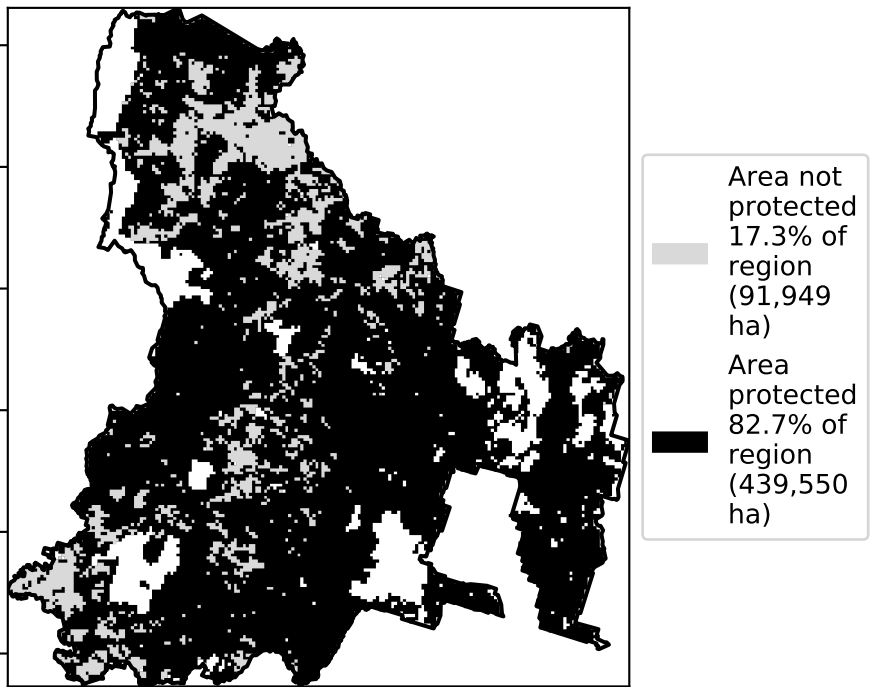 Area not
protected
17.3% of
region
(91,949
ha)
Area
protected
82.7% of
region
(439,550
ha)